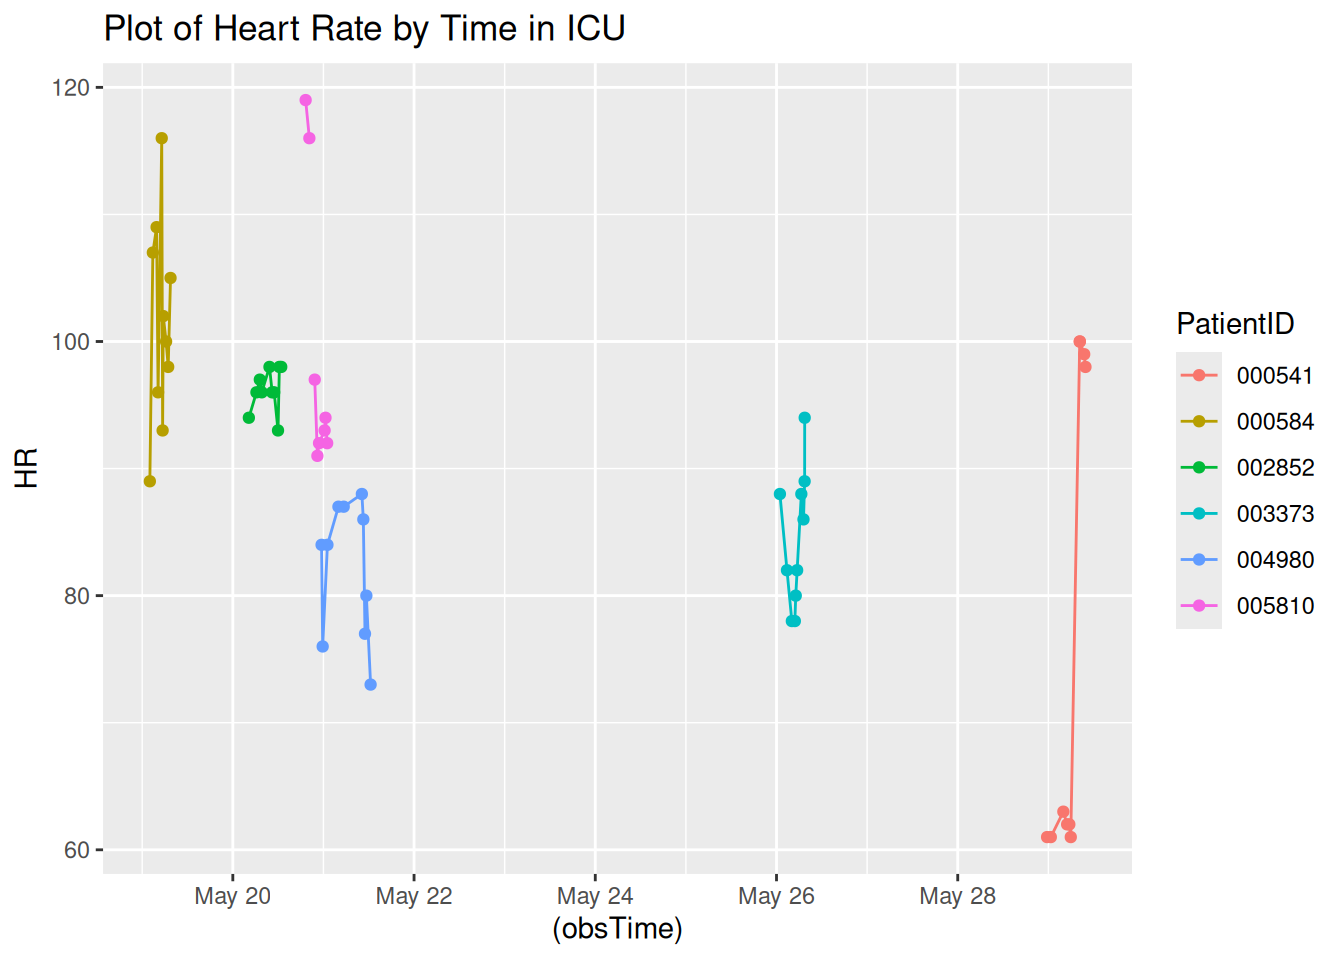 Plot of Heart Rate by Time in ICU
120
100
80
60
HR
May 20
May 22
May 24
May 26
May 28
(obsTime)
PatientID
000541
000584
002852
003373
004980
005810